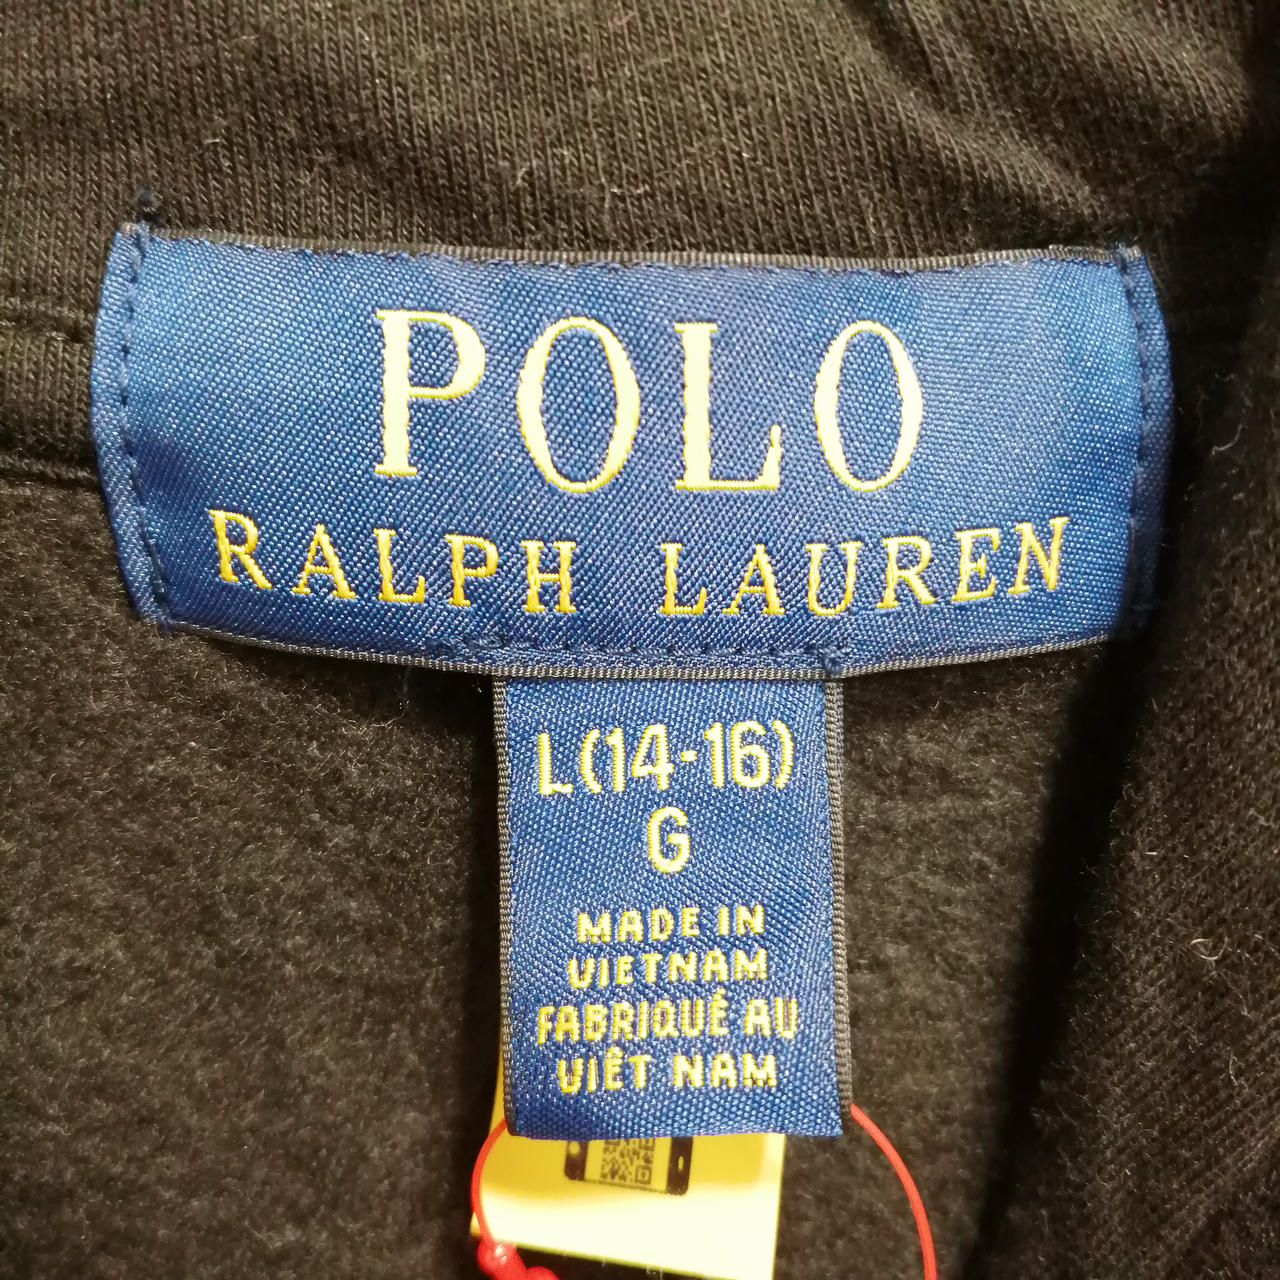 POLO
RALPH LAUREN
L(14-16)
G
MADE IN
VIETNAM
FABRIQUÉ AU
VIÊT NAM